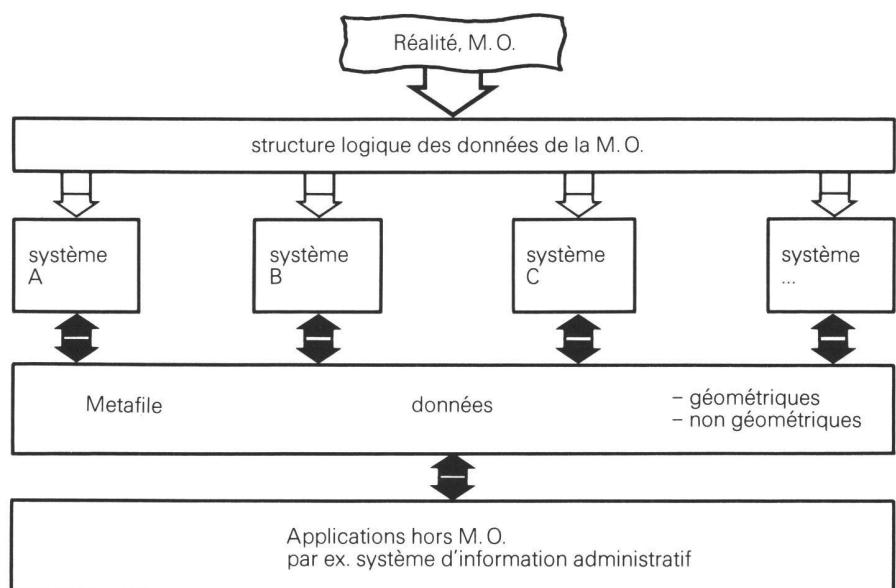 Réalité, M. O.
structure logique des données de la M. O.
système
A
système
B
système
C
système
...
Metafile
données
– géométriques
– non géométriques
Applications hors M. O.
par ex. système d'information administratif